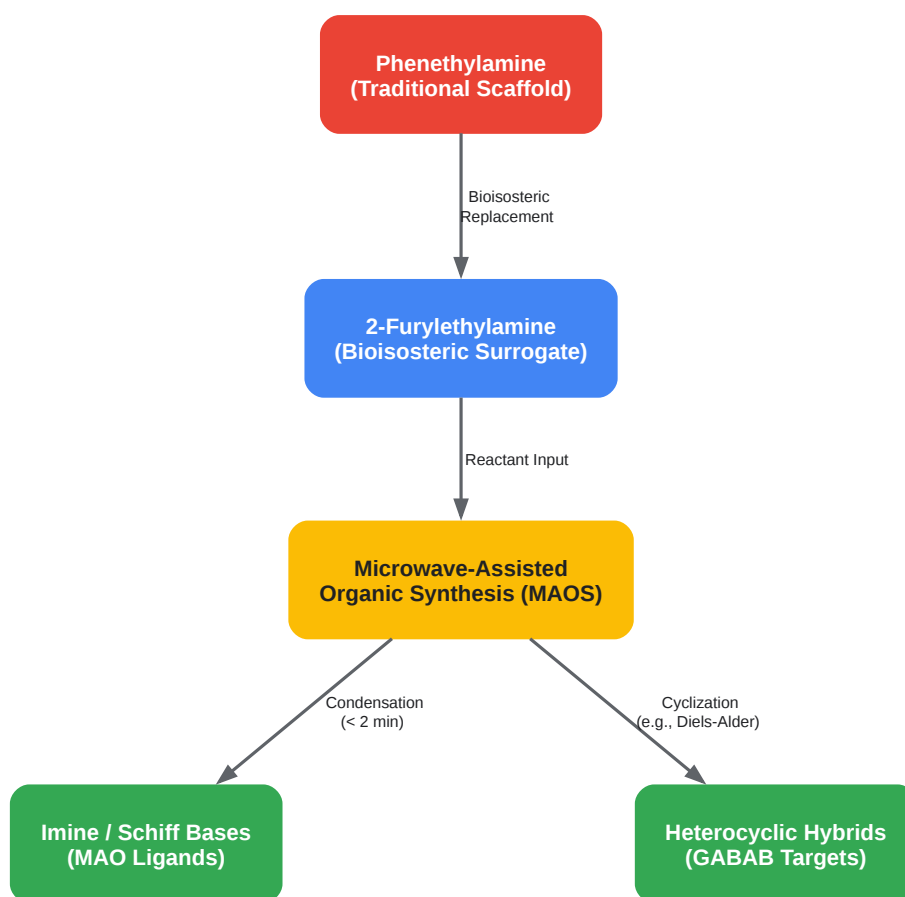 Phenethylamine
(Traditional Scaffold)
Bioisosteric
Replacement
2-Furylethylamine
(Bioisosteric Surrogate)
Reactant Input
Microwave-Assisted
Organic Synthesis (MAOS)
Condensation
(< 2 min)
Cyclization
(e.g., Diels-Alder)
Imine / Schiff Bases
(MAO Ligands)
Heterocyclic Hybrids
(GABAB Targets)